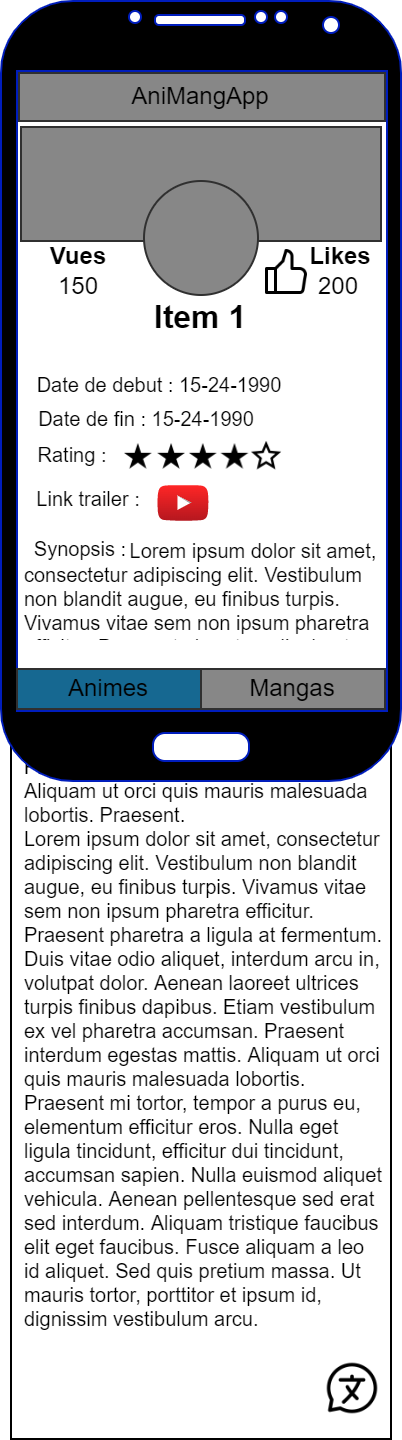 AniMangApp
Vues
150
Likes
200
Item 1
Date de debut : 15-24-1990
Date de fin : 15-24-1990
Rating :
Link trailer :
Synopsis : Lorem ipsum dolor sit amet,
consectetur adipiscing elit. Vestibulum
non blandit augue, eu finibus turpis.
Vivamus vitae sem non ipsum pharetra
Animes
Mangas
Aliquam ut orci quis mauris malesuada
lobortis. Praesent.
Lorem ipsum dolor sit amet, consectetur
adipiscing elit. Vestibulum non blandit
augue, eu finibus turpis. Vivamus vitae
sem non ipsum pharetra efficitur.
Praesent pharetra a ligula at fermentum.
Duis vitae odio aliquet, interdum arcu in,
volutpat dolor. Aenean laoreet ultrices
turpis finibus dapibus. Etiam vestibulum
ex vel pharetra accumsan. Praesent
interdum egestas mattis. Aliquam ut orci
quis mauris malesuada lobortis.
Praesent mi tortor, tempor a purus eu,
elementum efficitur eros. Nulla eget
ligula tincidunt, efficitur dui tincidunt,
accumsan sapien. Nulla euismod aliquet
vehicula. Aenean pellentesque sed erat
sed interdum. Aliquam tristique faucibus
elit eget faucibus. Fusce aliquam a leo
id aliquet. Sed quis pretium massa. Ut
mauris tortor, porttitor et ipsum id,
dignissim vestibulum arcu.
文